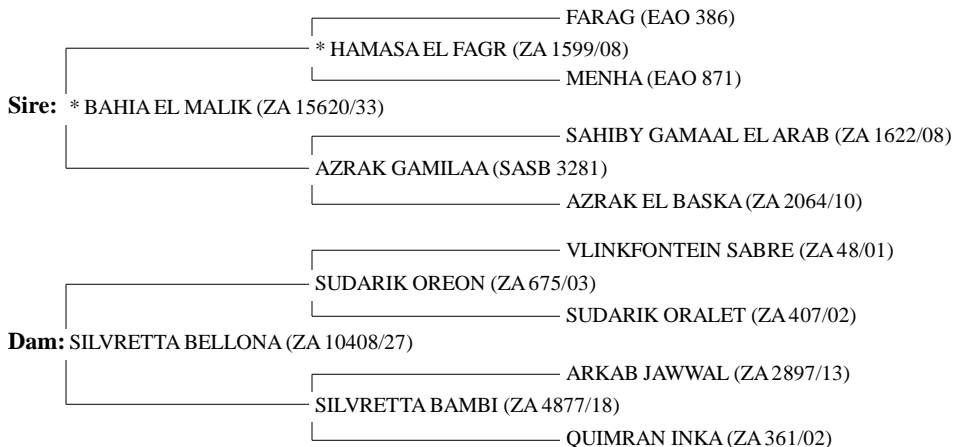 FARAG (EAO 386)
* HAMASA EL FAGR (ZA 1599/08)
MENHA (EAO 871)
Sire: * BAHIA EL MALIK (ZA 15620/33)
SAHIBY GAMAAL EL ARAB (ZA 1622/08)
AZRAK GAMILAA (SASB 3281)
AZRAK EL BASKA (ZA 2064/10)
VLINKFONTEIN SABRE (ZA 48/01)
SUDARIK OREON (ZA 675/03)
SUDARIK ORALET (ZA 407/02)
Dam: SILVRETTA BELLONA (ZA 10408/27)
ARKAB JAWWAL (ZA 2897/13)
SILVRETTA BAMBI (ZA 4877/18)
QUIMRAN INKA (ZA 361/02)